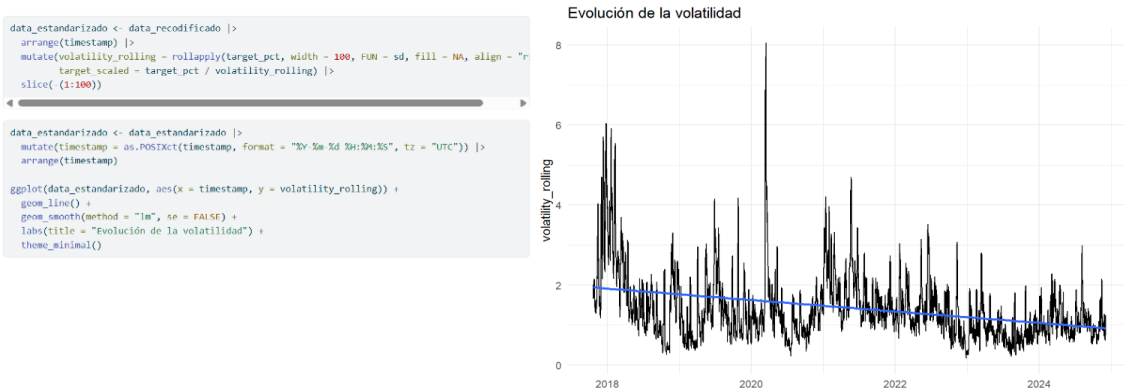 data_estandarizado <- data_recodificado |>
arrange(timestamp) |>
mutate(volatility_rolling = rollapply(target_pct, width = 100, FUN = sd, fill = NA, align = "r
target_scaled = target_pct / volatility_rolling) |>
slice(-(1:100))
data_estandarizado <- data_estandarizado |>
mutate(timestamp = as.POSIXct(timestamp, format = "%Y-%m-%d %H:%M:%S", tz = "UTC")) |>
arrange(timestamp)
ggplot(data_estandarizado, aes(x = timestamp, y = volatility_rolling)) +
geom_line() +
geom_smooth(method = "lm", se = FALSE) +
labs(title = "Evolución de la volatilidad") +
theme_minimal()
Evolución de la volatilidad
volatility_rolling
8
6
4
2
0
2018 2020 2022 2024